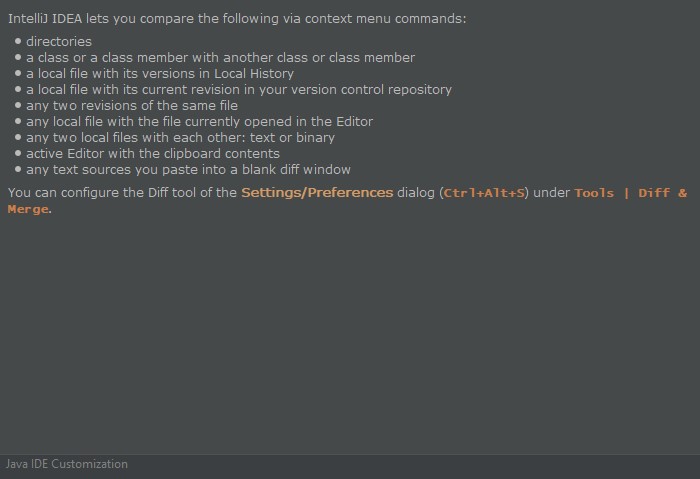 IntelliJ IDEA lets you compare the following via context menu commands:
• directories
• a class or a class member with another class or class member
• a local file with its versions in Local History
• a local file with its current revision in your version control repository
• any two revisions of the same file
• any local file with the file currently opened in the Editor
• any two local files with each other: text or binary
• active Editor with the clipboard contents
• any text sources you paste into a blank diff window
You can configure the Diff tool of the Settings/Preferences dialog (Ctrl+Alt+S) under Tools | Diff &
Merge.
Java IDE Customization